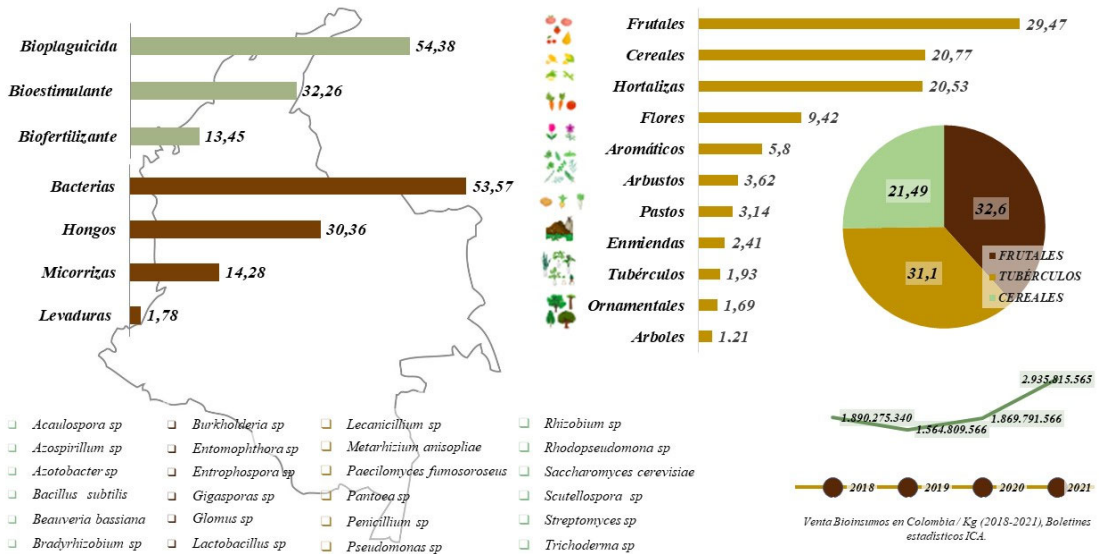 Bioplaguicida 54,38
Bioestimulante 32,26
Biofertilizante 13,45
Bacterias 53,57
Hongos 30,36
Micorrizas 14,28
Levaduras 1,78
Frutales 29,47
Cereales 20,77
Hortalizas 20,53
Flores 9,42
Aromáticos 5,8
Arbustos 3,62
Pastos 3,14
Enmiendas 2,41
Tubérculos 1,93
Ornamentales 1,69
Arboles 1.21
21,49
32,6
31,1
FRUTALES
TUBÉRCULOS
CEREALES
Acaulospora sp
Azospirillum sp
Azotobacter sp
Bacillus subtilis
Beauveria bassiana
Bradyrhizobium sp
Burkholderia sp
Entomophthora sp
Entrophospora sp
Gigasporas sp
Glomus sp
Lactobacillus sp
Lecanicillium sp
Metarhizium anisopliae
Paecilomyces fumosoroseus
Pantoea sp
Penicillium sp
Pseudomonas sp
Rhizobium sp
Rhodopseudomona sp
Saccharomyces cerevisiae
Scutellospora sp
Streptomyces sp
Trichoderma sp
2.935.815.565
1.890.275.340
1.869.791.566
1.564.809.566
2018 2019 2020 2021
Venta Bioinsumos en Colombia / Kg (2018-2021), Boletines
estadísticos ICA.